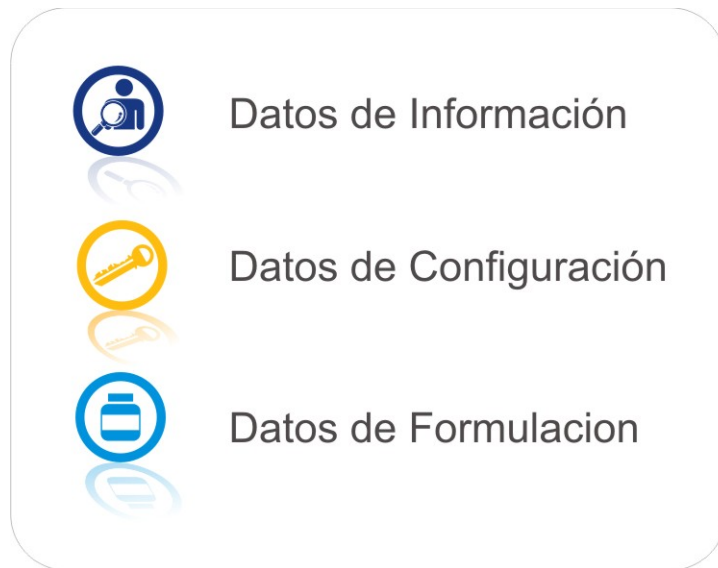 Datos de Información
Datos de Configuración
Datos de Formulacion